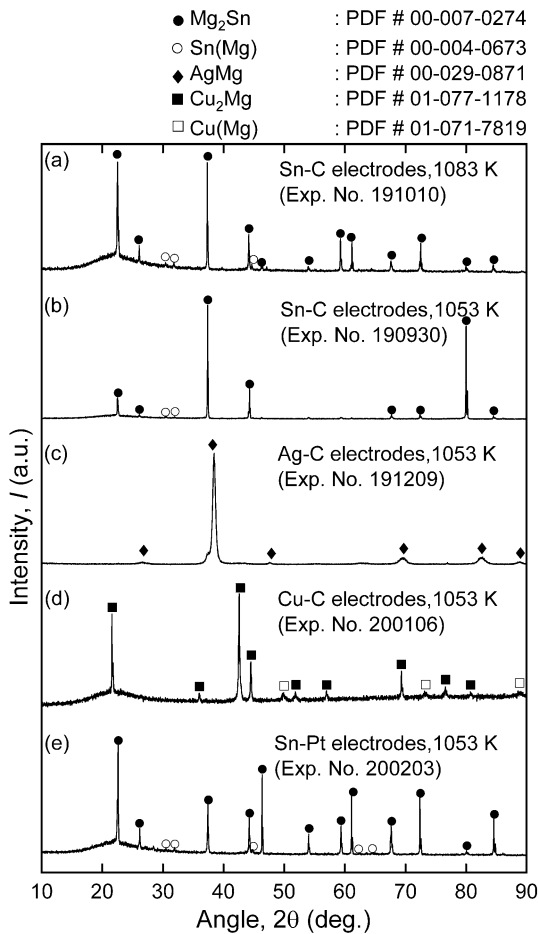 ● Mg₂Sn : PDF # 00-007-0274
○ Sn(Mg) : PDF # 00-004-0673
◆ AgMg : PDF # 00-029-0871
■ Cu₂Mg : PDF # 01-077-1178
□ Cu(Mg) : PDF # 01-071-7819
(a) Sn-C electrodes,1083 K
(Exp. No. 191010)
(b) Sn-C electrodes,1053 K
(Exp. No. 190930)
(c) Ag-C electrodes,1053 K
(Exp. No. 191209)
(d) Cu-C electrodes,1053 K
(Exp. No. 200106)
(e) Sn-Pt electrodes,1053 K
(Exp. No. 200203)
Intensity, I (a.u.)
10 20 30 40 50 60 70 80 90
Angle, 2θ (deg.)